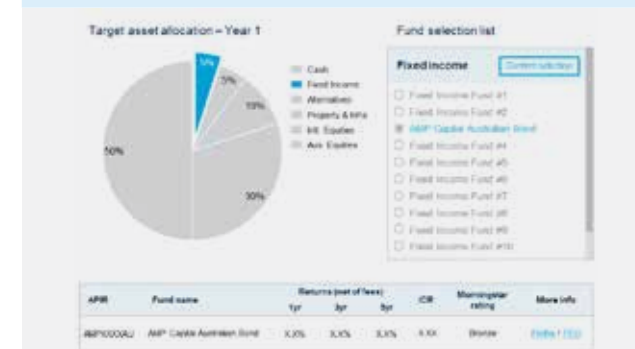 Target asset allocation – Year 1
5%
5%
10%
30%
50%
Cash
Fixed Income
Alternatives
Property & Infra
Int. Equities
Aus. Equities
Fund selection list
Fixed income
Current selection
Fixed Income Fund #1
Fixed Income Fund #2
AMP Capital Australian Bond
Fixed Income Fund #4
Fixed Income Fund #5
Fixed Income Fund #6
Fixed Income Fund #7
Fixed Income Fund #8
Fixed Income Fund #9
Fixed Income Fund #10
APIR Fund name Returns (net of fees) 1yr 3yr 5yr ICR Morningstar rating More info
AMP Capital Australian Bond X.X% X.X% X.X% X.XX Bronze Profile / PDS